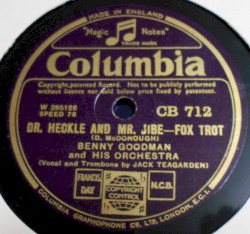 MADE IN ENGLAND
"Magic Notes"
TRADE MARK
Columbia
Copyright, patented Record. Not to be publicly performed
without licence nor sold below price fixed by patentees.
W 265166
SPEED 78
CB 712
DR. HECKLE AND MR. JIBE—FOX TROT
(D. McDONOUGH)
BENNY GOODMAN
AND HIS ORCHESTRA
(Vocal and Trombone by JACK TEAGARDEN)
FRANCIS
DAY
COPYRIGHT
CONTROL
N.C.B.
COLUMBIA GRAPHOPHONE CO., LTD., LONDON, E.C.1.